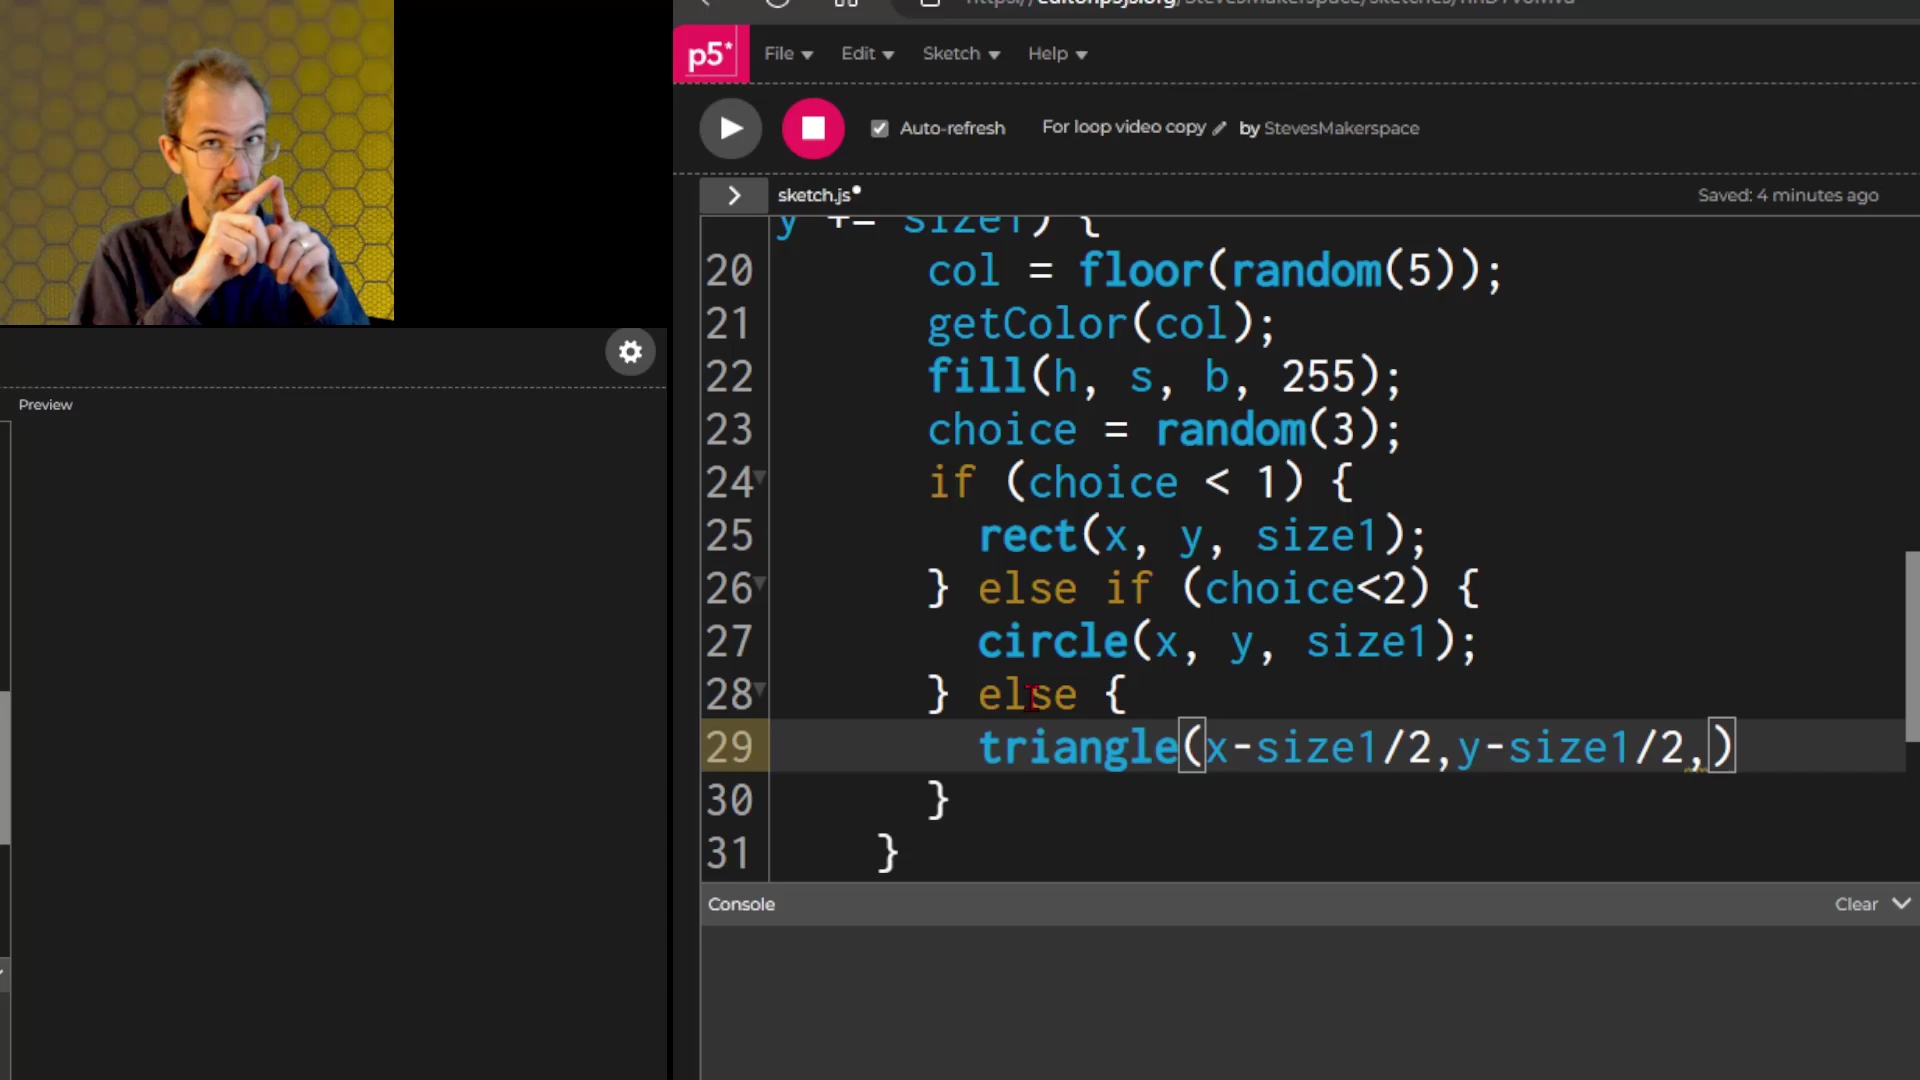 p5*
File
Edit
Sketch
Help
Auto-refresh
For loop video copy
by StevesMakerspace
sketch.js
Saved: 4 minutes ago
y += size1) {
20 col = floor(random(5));
21 getColor(col);
22 fill(h, s, b, 255);
23 choice = random(3);
24 if (choice < 1) {
25 rect(x, y, size1);
26 } else if (choice<2) {
27 circle(x, y, size1);
28 } else {
29 triangle(x-size1/2,y-size1/2,)
30 }
31 }
Console
Clear
Preview